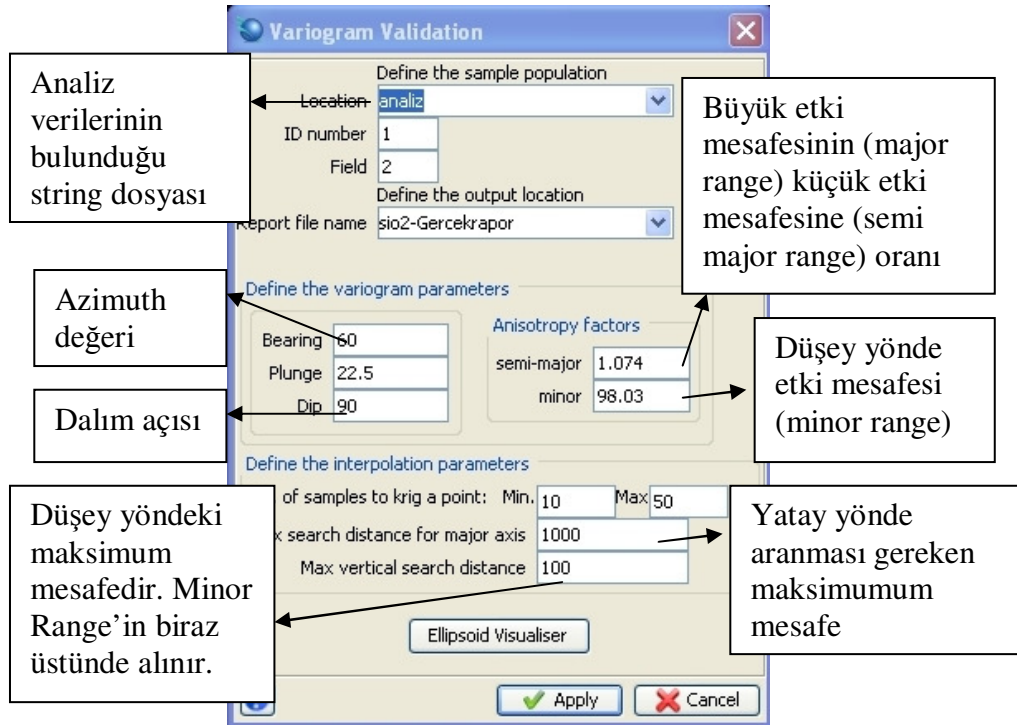 Variogram Validation
Analiz
verilerinin
bulunduğu
string dosyası
Define the sample population
Location analiz
ID number 1
Field 2
Define the output location
Report file name sio2-Gercekrapor
Büyük etki
mesafesinin (major
range) küçük etki
mesafesine (semi
major range) oranı
Define the variogram parameters
Azimuth
değeri
Bearing 60
Plunge 22.5
Dip 90
Dalım açısı
Anisotropy factors
semi-major 1.074
minor 98.03
Düşey yönde
etki mesafesi
(minor range)
Define the interpolation parameters
of samples to krig a point: Min. 10 Max 50
search distance for major axis 1000
Max vertical search distance 100
Düşey yöndeki
maksimum
mesafedir. Minor
Range’in biraz
üstünde alınır.
Yatay yönde
aranması gereken
maksimumum
mesafe
Ellipsoid Visualiser
Apply Cancel